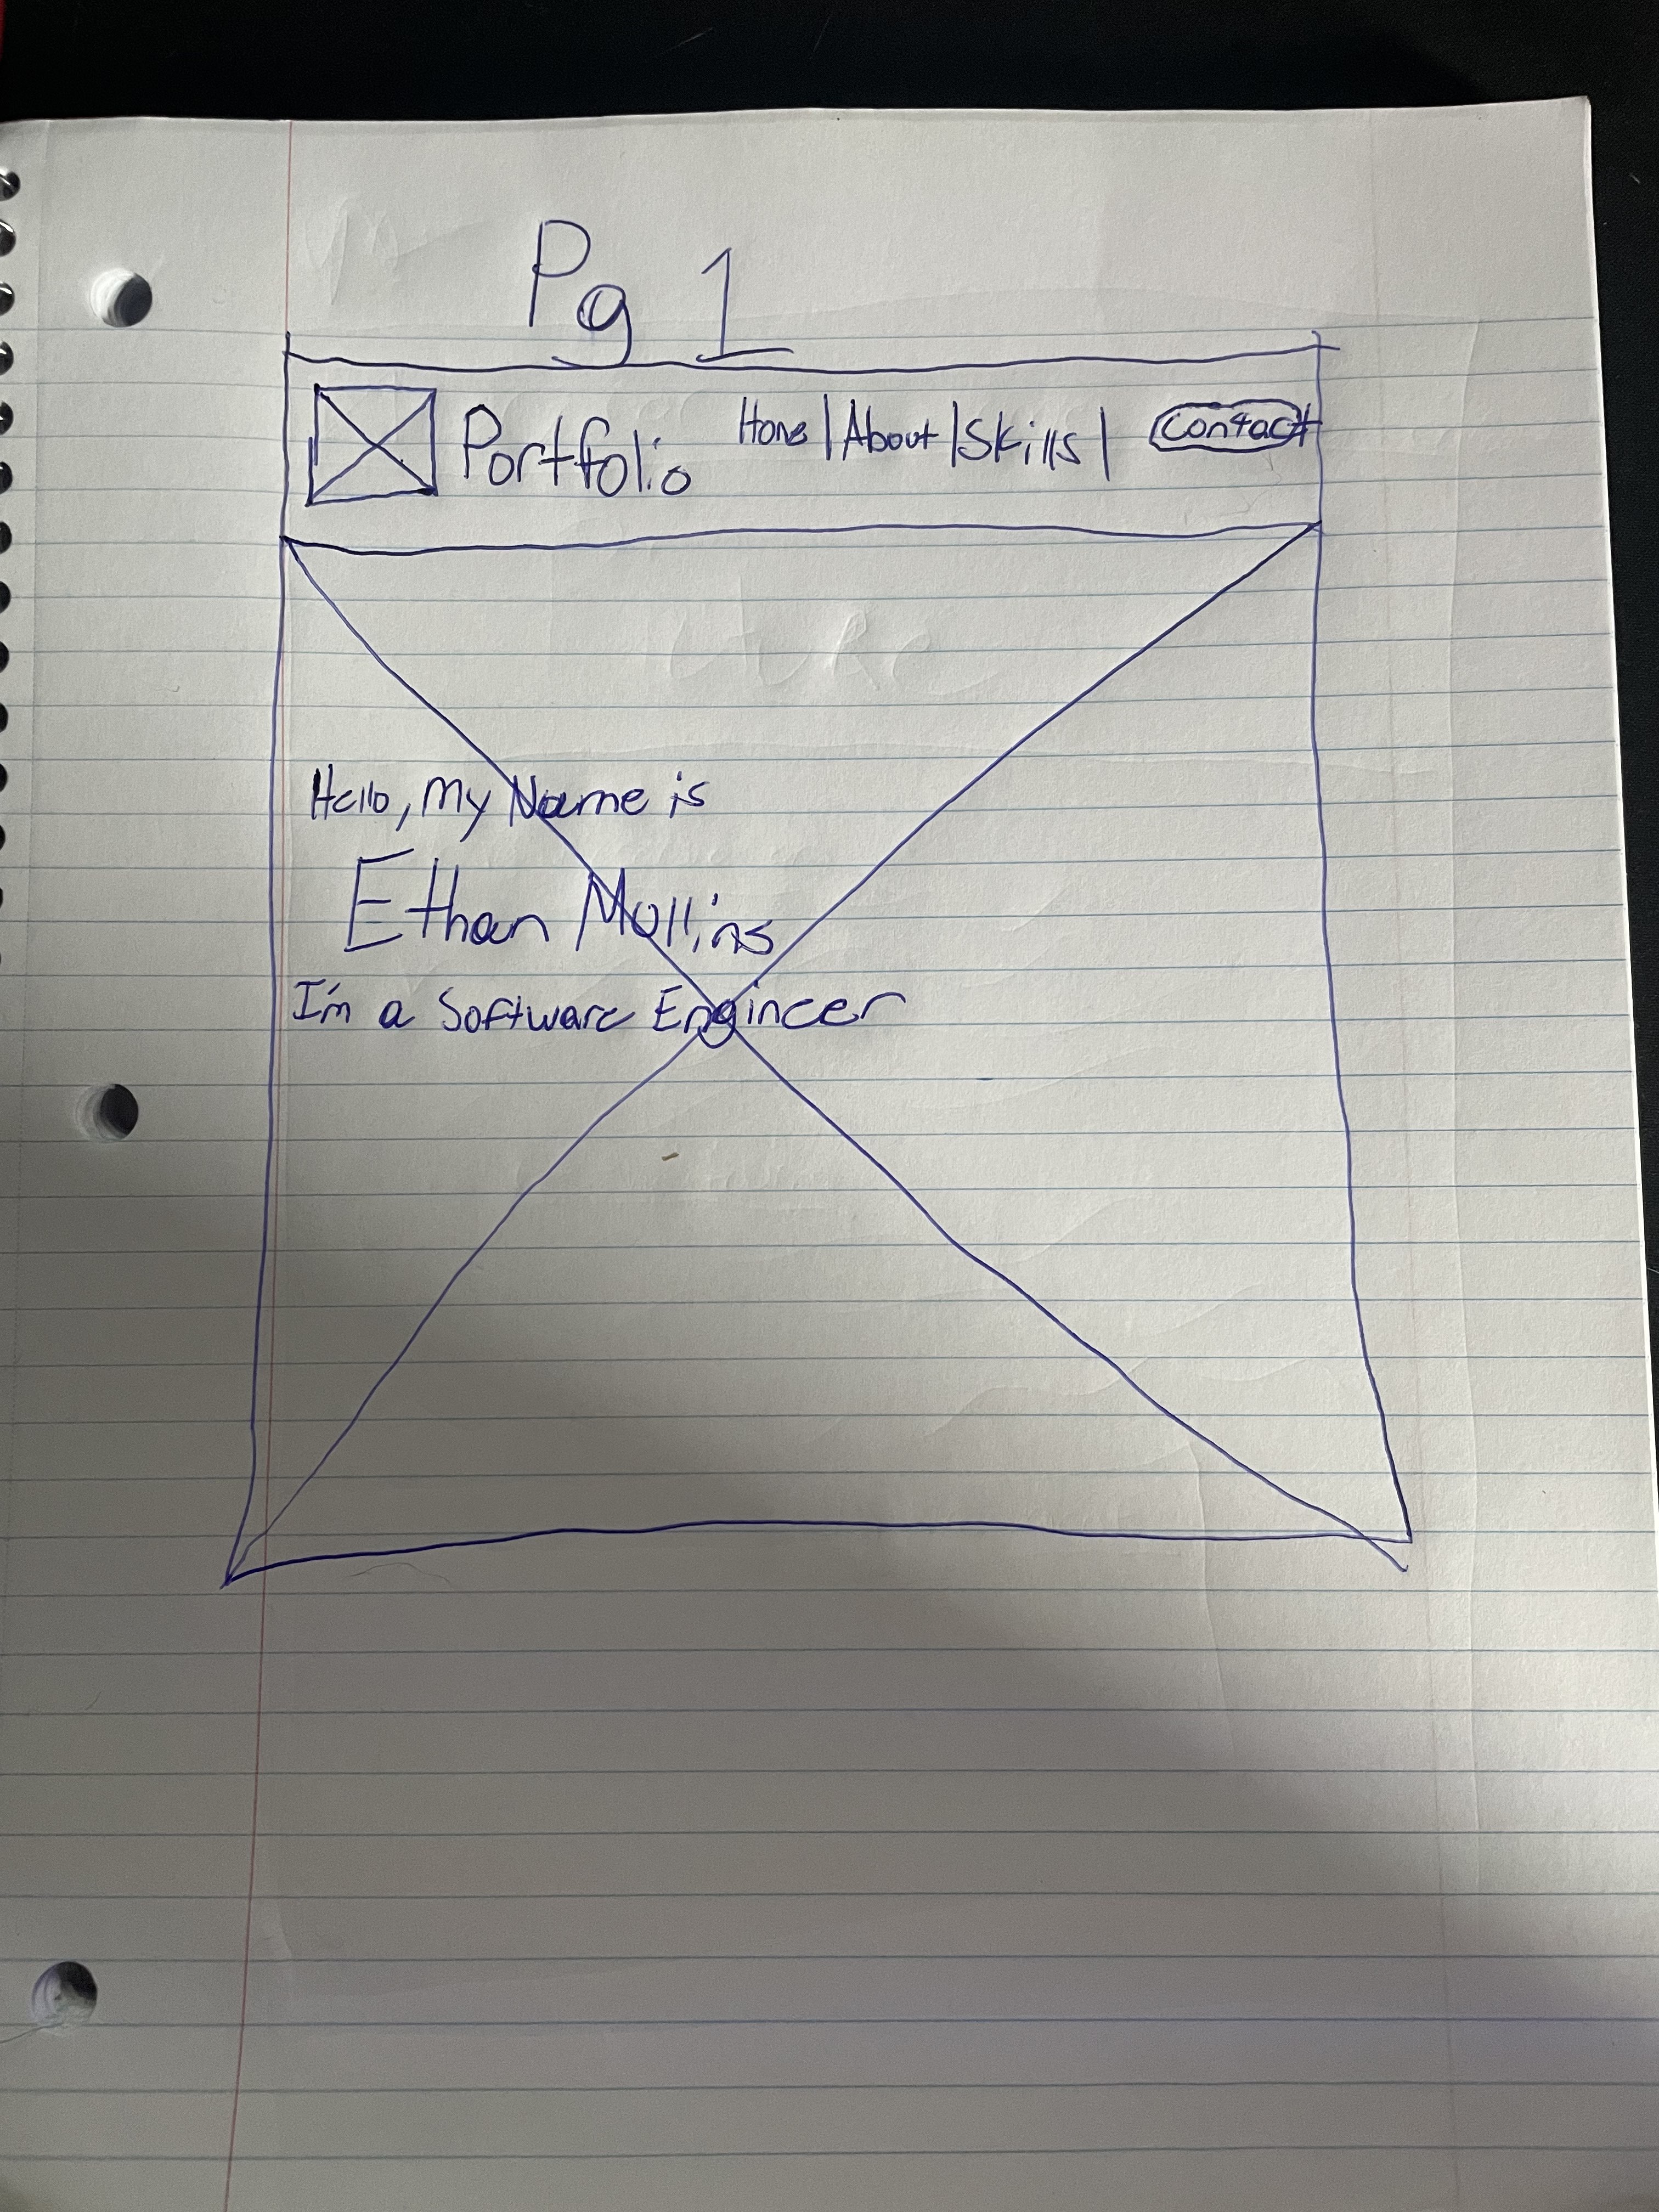 Pg 1
Portfolio Home | About | Skills | Contact
Hello, My Name is
Ethan Mullins
I'm a Software Engineer